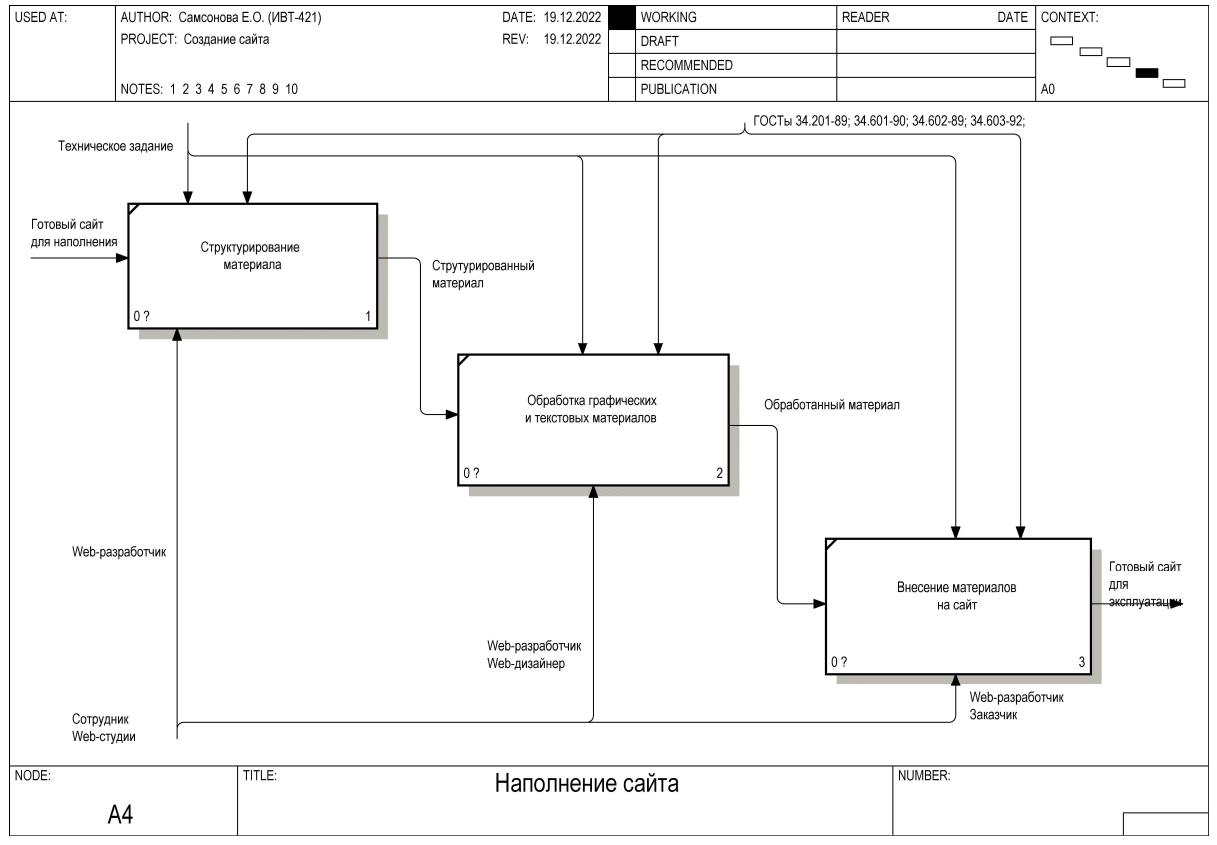 USED AT:
AUTHOR: Самсонова Е.О. (ИВТ-421)
DATE: 19.12.2022
PROJECT: Создание сайта
REV: 19.12.2022
NOTES: 1 2 3 4 5 6 7 8 9 10
WORKING
DRAFT
RECOMMENDED
PUBLICATION
READER
DATE
CONTEXT:
A0
ГОСТы 34.201-89; 34.601-90; 34.602-89; 34.603-92;
Техническое задание
Готовый сайт
для наполнения
Структурирование
материала
0 ?
1
Струтурированный
материал
Обработка графических
и текстовых материалов
0 ?
2
Обработанный материал
Внесение материалов
на сайт
0 ?
3
Готовый сайт
для
эксплуатации
Web-разработчик
Web-разработчик
Web-дизайнер
Web-разработчик
Заказчик
Сотрудник
Web-студии
NODE:
A4
TITLE:
Наполнение сайта
NUMBER: